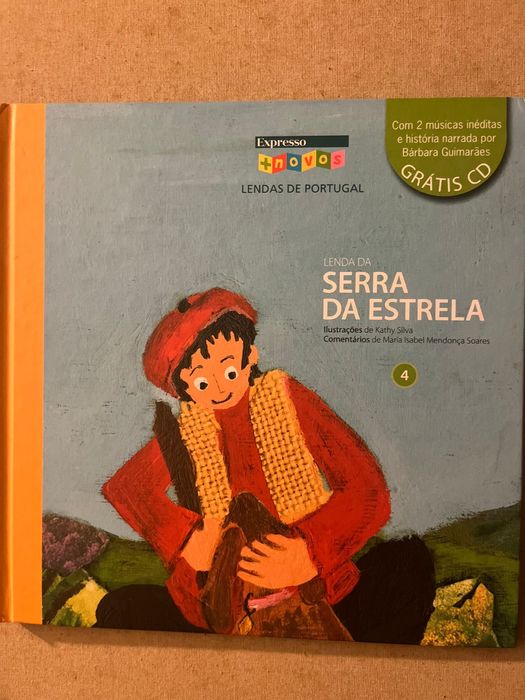 Com 2 músicas inéditas
e história narrada por
Bárbara Guimarães
GRÁTIS CD
Expresso
+novos
LENDAS DE PORTUGAL
LENDA DA
SERRA
DA ESTRELA
Ilustrações de Kathy Silva
Comentários de Maria Isabel Mendonça Soares
4